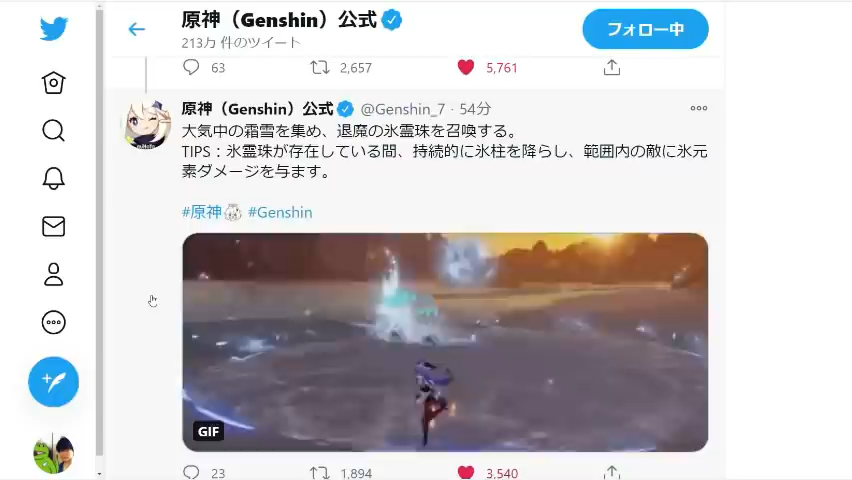 原神（Genshin）公式
213万 件のツイート
フォロー中
63 2,657 5,761
原神（Genshin）公式 @Genshin_7 · 54分
大気中の霜雪を集め、退魔の氷霊珠を召喚する。
TIPS：氷霊珠が存在している間、持続的に氷柱を降らし、範囲内の敵に氷元
素ダメージを与ます。
#原神 #Genshin
GIF
23 1,894 3,540